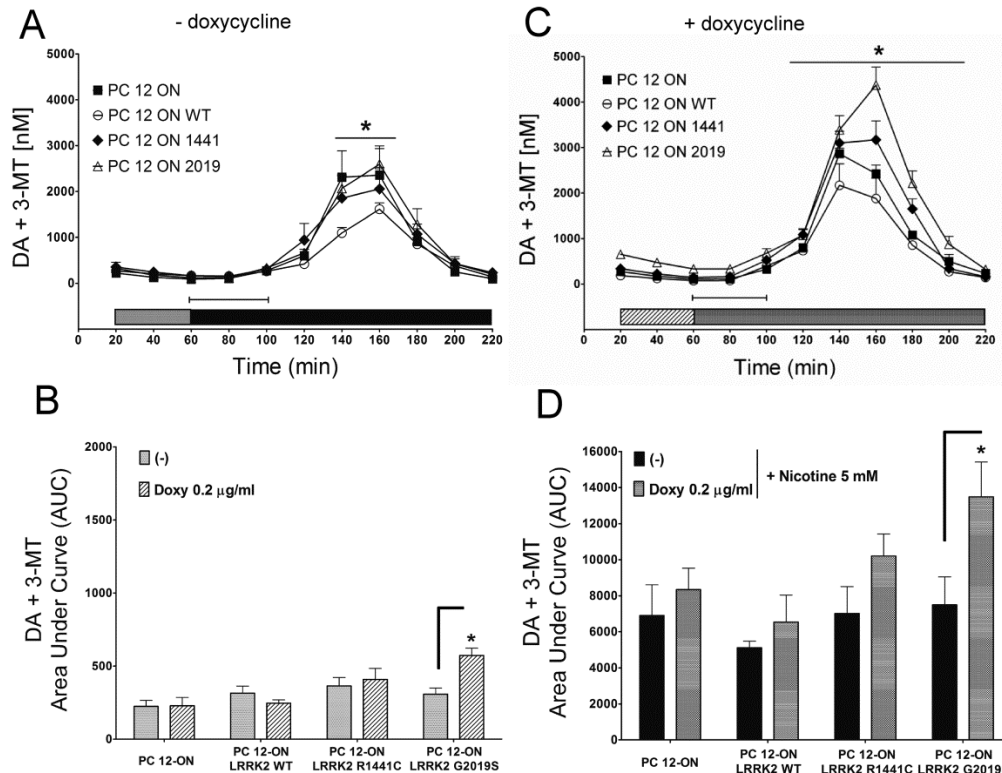 A
- doxycycline
DA + 3-MT [nM]
5000
4000
3000
2000
1000
0
PC 12 ON
PC 12 ON WT
PC 12 ON 1441
PC 12 ON 2019
*
0 20 40 60 80 100 120 140 160 180 200 220
Time (min)
C
+ doxycycline
DA + 3-MT [nM]
5000
4000
3000
2000
1000
0
PC 12 ON
PC 12 ON WT
PC 12 ON 1441
PC 12 ON 2019
*
0 20 40 60 80 100 120 140 160 180 200 220
Time (min)
B
DA + 3-MT
Area Under Curve (AUC)
2000
1500
1000
500
0
(-)
Doxy 0.2 µg/ml
*
PC 12-ON
PC 12-ON
LRRK2 WT
PC 12-ON
LRRK2 R1441C
PC 12-ON
LRRK2 G2019S
D
DA + 3-MT
Area Under Curve (AUC)
16000
14000
12000
10000
8000
6000
4000
2000
0
(-)
Doxy 0.2 µg/ml
+ Nicotine 5 mM
*
PC 12-ON
PC 12-ON
LRRK2 WT
PC 12-ON
LRRK2 R1441C
PC 12-ON
LRRK2 G2019